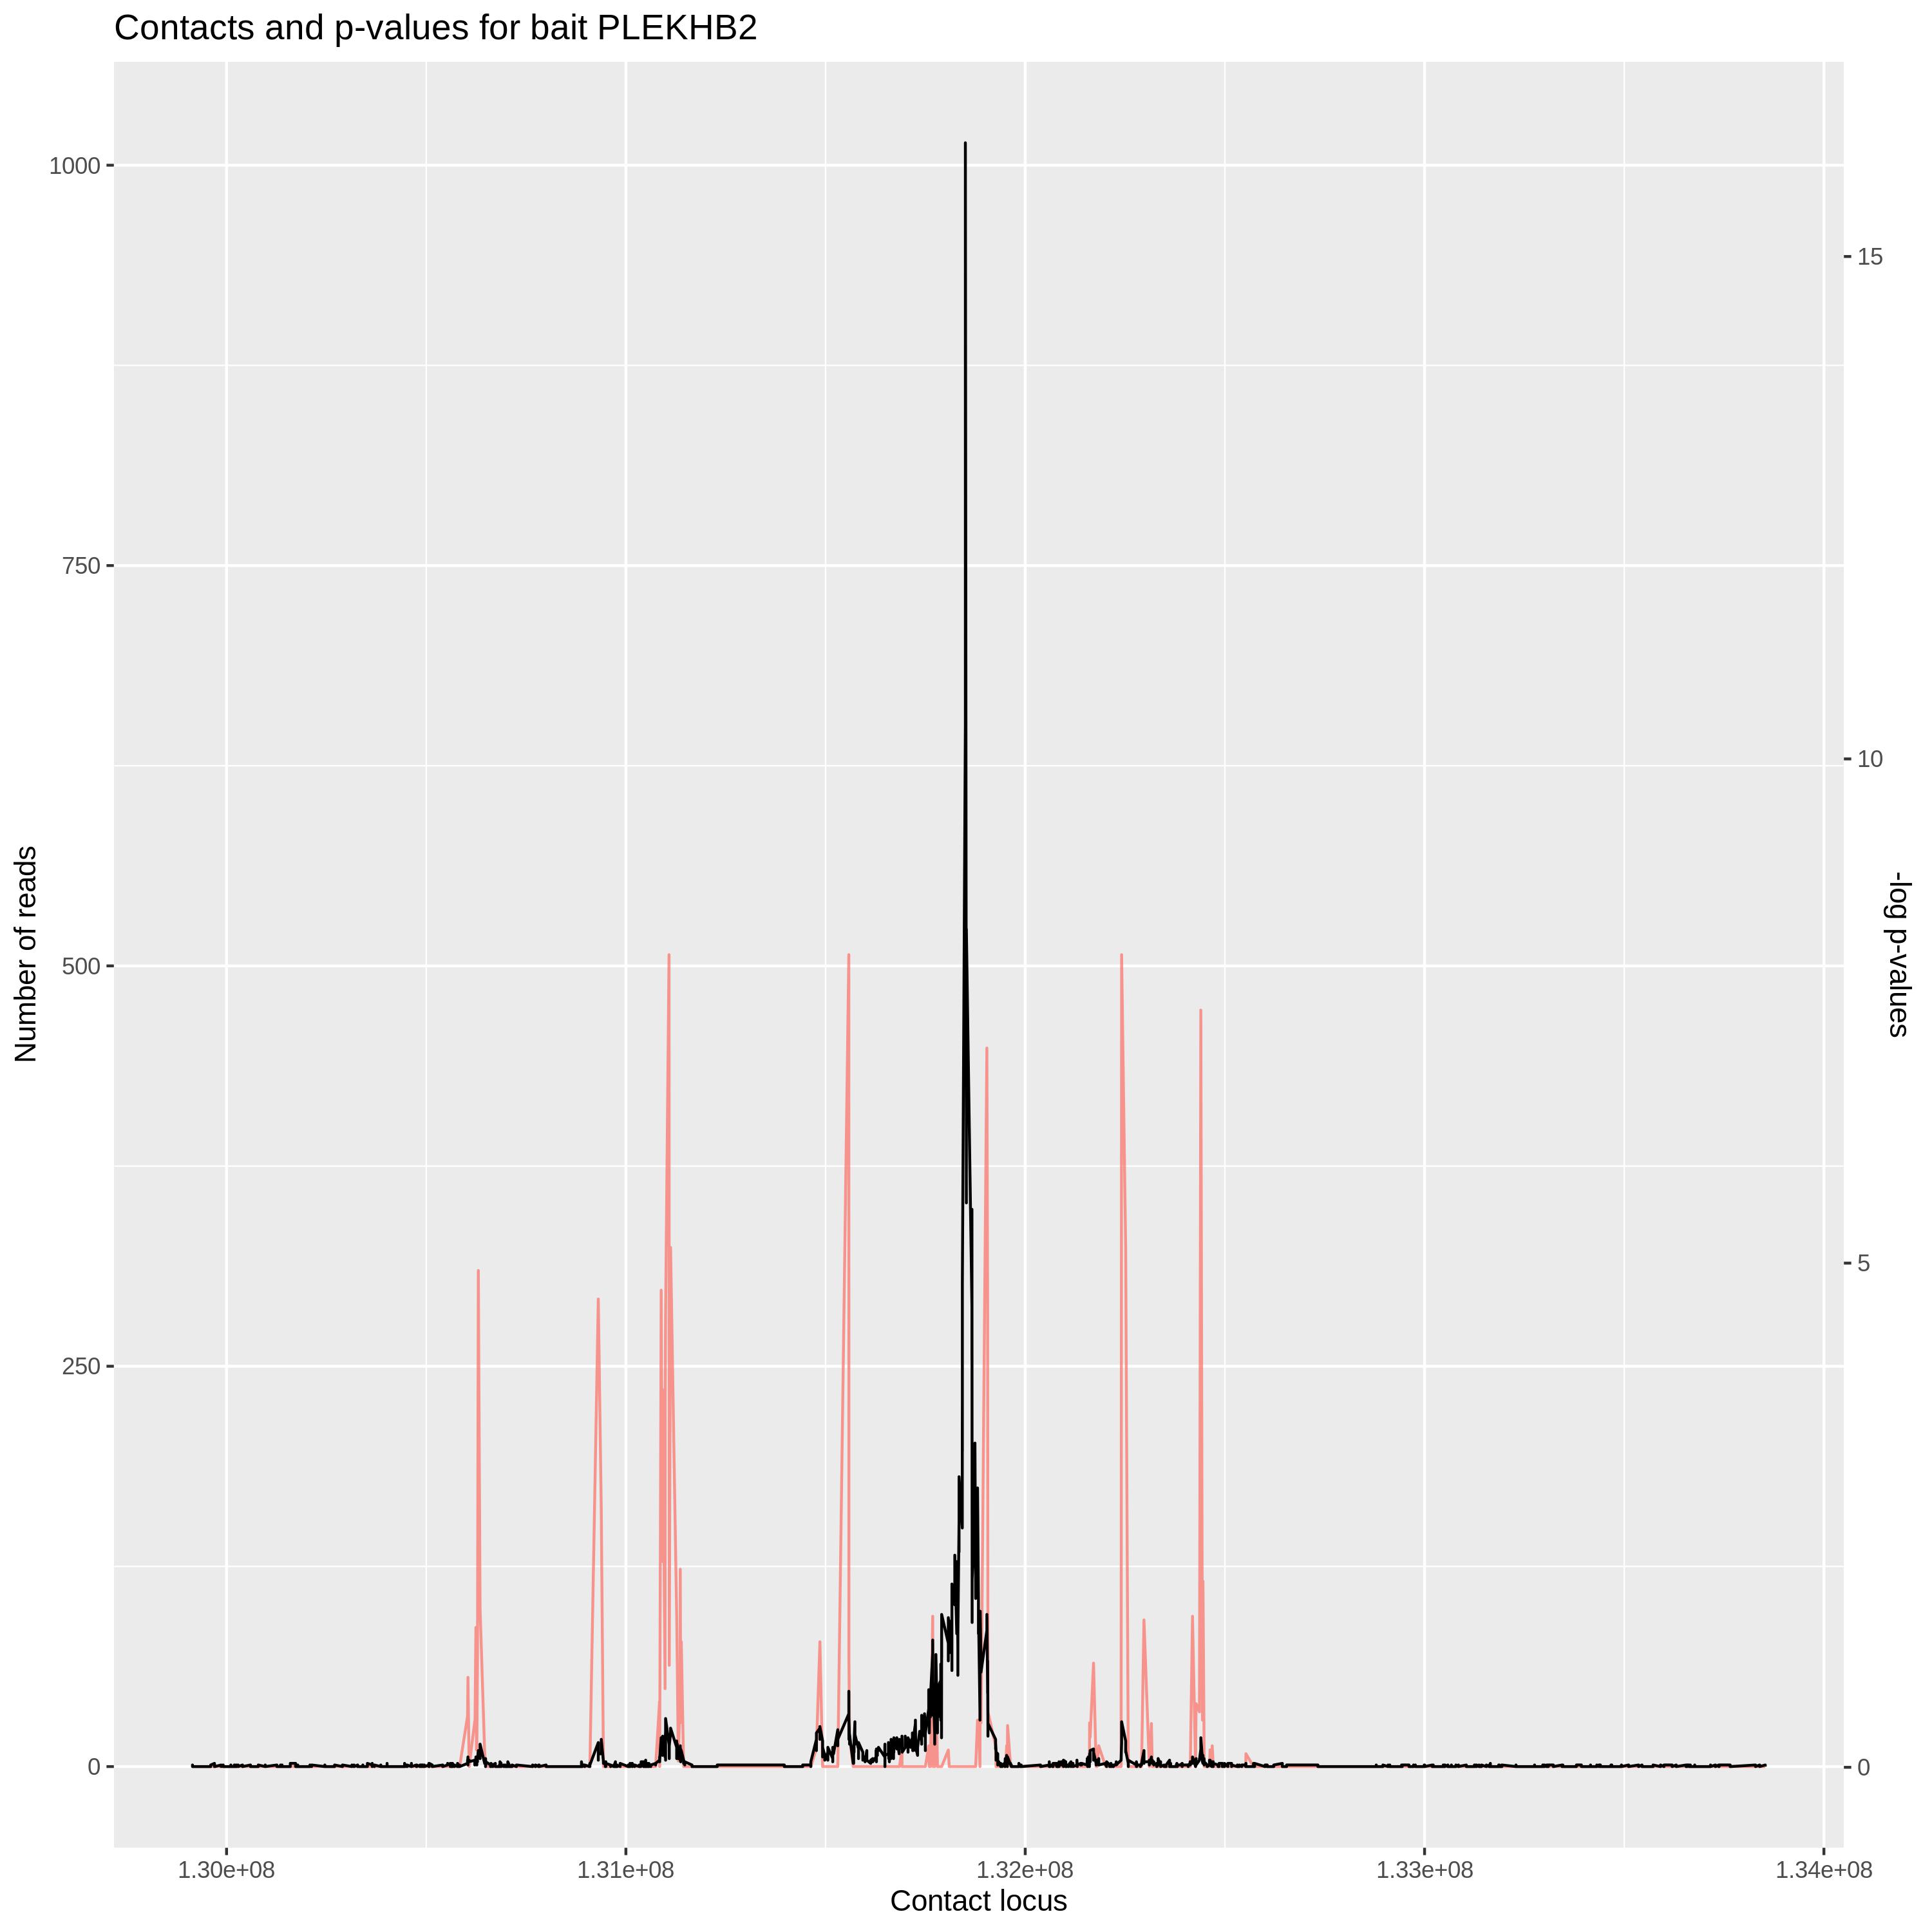 Contacts and p-values for bait PLEKHB2
1000
750
500
250
0
Number of reads
15
10
5
0
-log p-values
1.30e+08
1.31e+08
1.32e+08
1.33e+08
1.34e+08
Contact locus